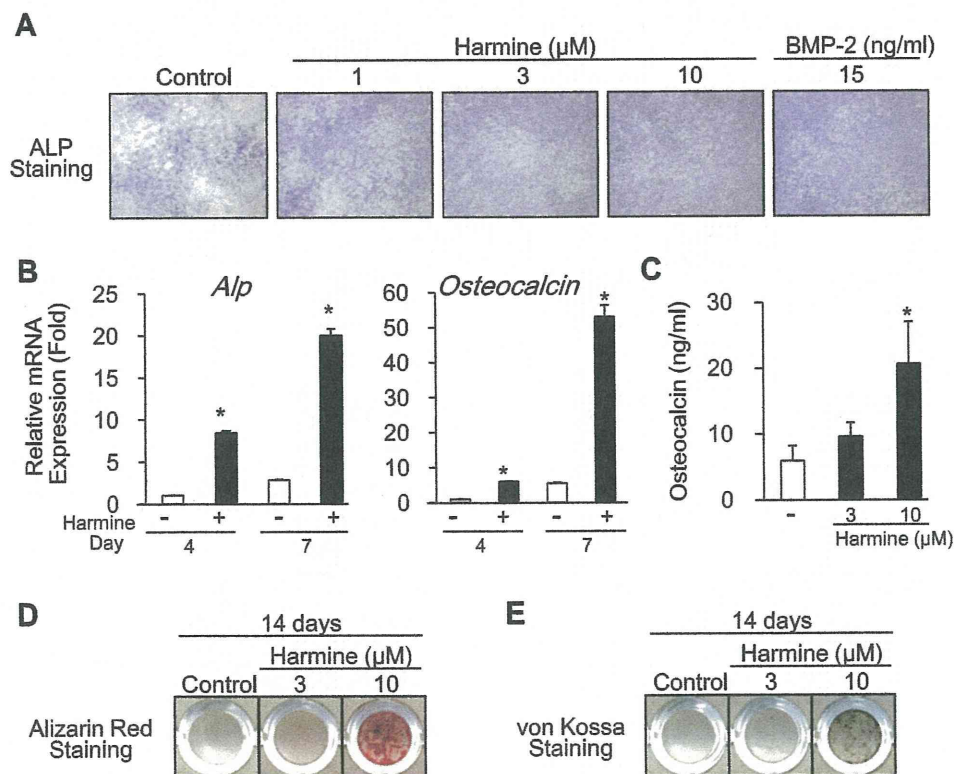 A
Harmine (µM)
BMP-2 (ng/ml)
Control
1
3
10
15
ALP
Staining
B
Alp
Relative mRNA
Expression (Fold)
25
20
15
10
5
0
*
*
Harmine
- + - +
Day
4 7
Osteocalcin
60
50
40
30
20
10
0
*
*
- + - +
4 7
C
Osteocalcin (ng/ml)
30
20
10
0
*
- 3 10
Harmine (µM)
D
14 days
Harmine (µM)
Control 3 10
Alizarin Red
Staining
E
14 days
Harmine (µM)
Control 3 10
von Kossa
Staining